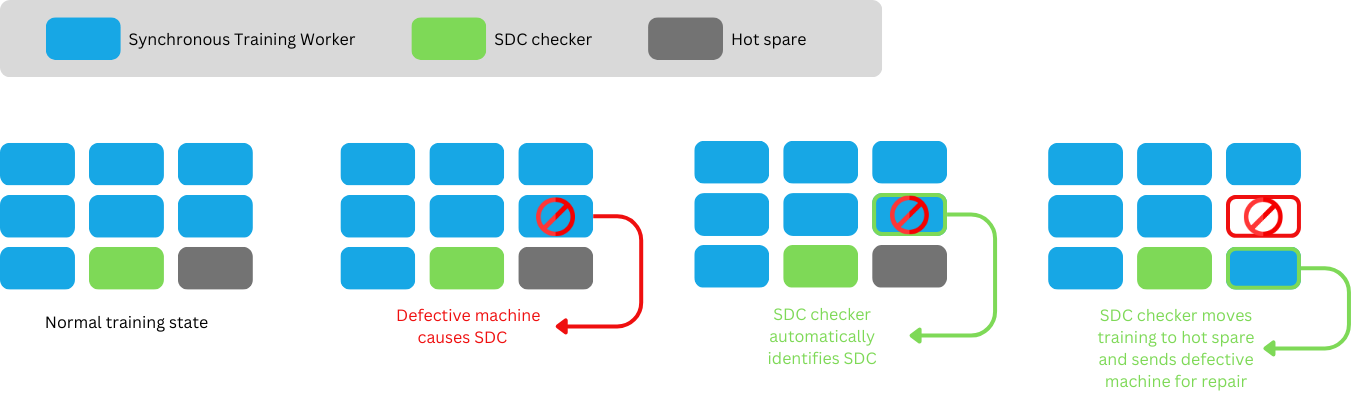 Synchronous Training Worker
SDC checker
Hot spare
Normal training state
Defective machine
causes SDC
SDC checker
automatically
identifies SDC
SDC checker moves
training to hot spare
and sends defective
machine for repair